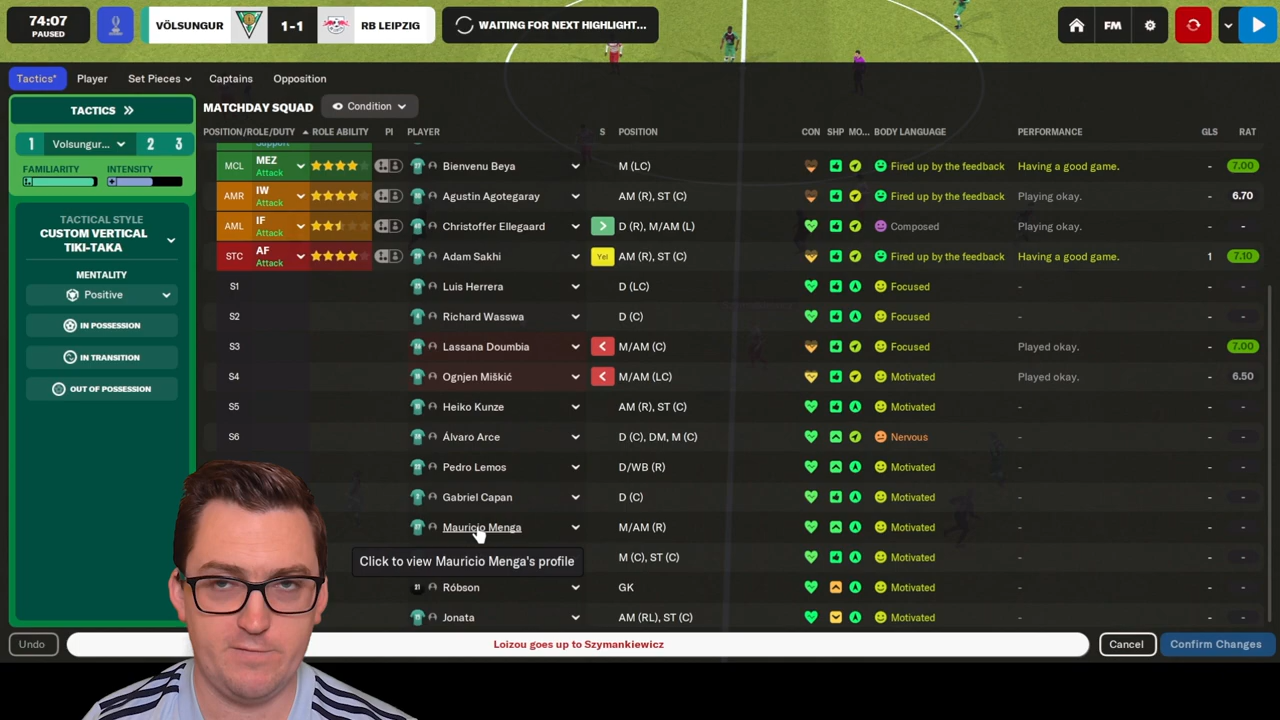 74:07
PAUSED
VÖLSUNGUR
1-1
RB LEIPZIG
WAITING FOR NEXT HIGHLIGHT...
FM
Tactics*
Player
Set Pieces
Captains
Opposition
TACTICS
MATCHDAY SQUAD
Condition
POSITION/ROLE/DUTY ROLE ABILITY PI PLAYER S POSITION CON SHP MO... BODY LANGUAGE PERFORMANCE GLS RAT
1 Volsungur... 2 3
FAMILIARITY INTENSITY
Support
MCL MEZ Attack Bienvenu Beya M (LC) Fired up by the feedback Having a good game. - 7.00
AMR IW Attack Agustin Agotegaray AM (R), ST (C) Fired up by the feedback Playing okay. - 6.70
AML IF Attack Christoffer Ellegaard D (R), M/AM (L) Composed Playing okay. - -
STC AF Attack Adam Sakhi Yel AM (R), ST (C) Fired up by the feedback Having a good game. 1 7.10
S1 Luis Herrera D (LC) Focused - - -
S2 Richard Wasswa D (C) Focused - - -
S3 Lassana Doumbia M/AM (C) Focused Played okay. - 7.00
S4 Ognjen Miškić M/AM (LC) Motivated Played okay. - 6.50
S5 Heiko Kunze AM (R), ST (C) Motivated - - -
S6 Álvaro Arce D (C), DM, M (C) Nervous - - -
Pedro Lemos D/WB (R) Motivated - - -
Gabriel Capan D (C) Motivated - - -
Mauricio Menga M/AM (R) Motivated - - -
Click to view Mauricio Menga's profile
M (C), ST (C) Motivated - - -
31 Róbson GK Motivated - - -
Jonata AM (RL), ST (C) Motivated - - -
TACTICAL STYLE
CUSTOM VERTICAL
TIKI-TAKA
MENTALITY
Positive
IN POSSESSION
IN TRANSITION
OUT OF POSSESSION
Undo
Loizou goes up to Szymankiewicz
Cancel
Confirm Changes